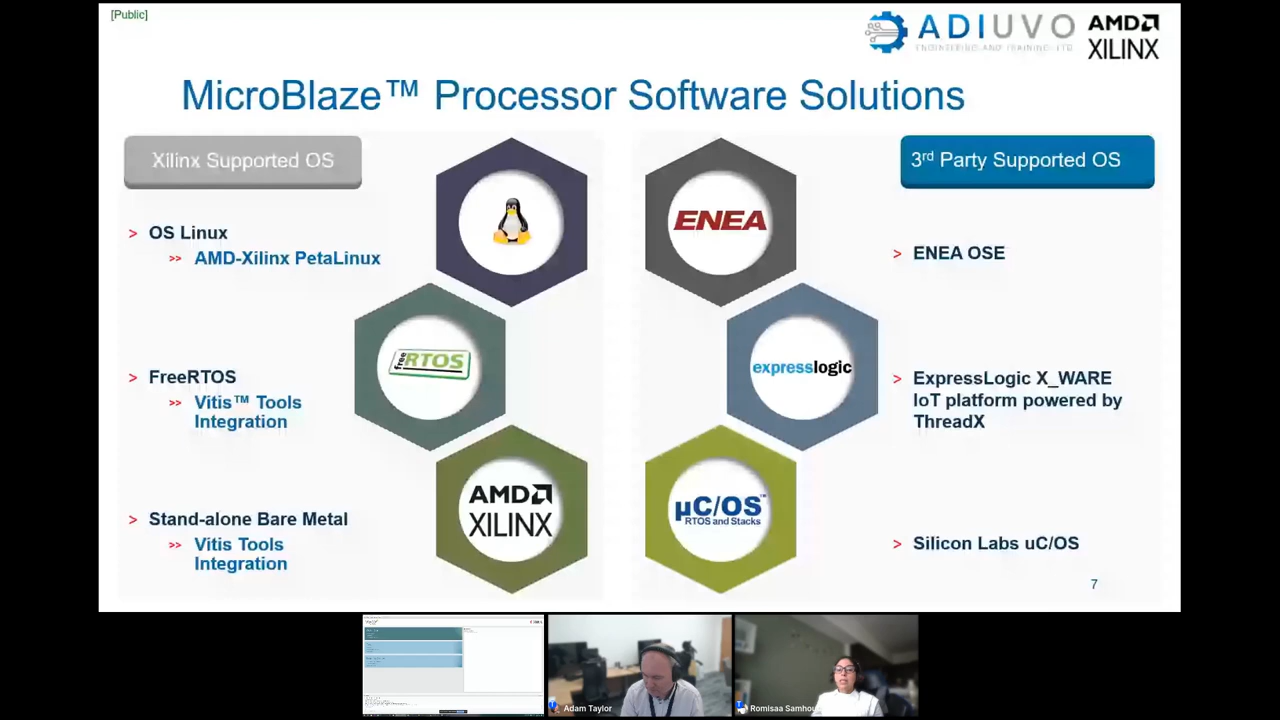 [Public]
ADIUVO
ENGINEERING AND TRAINING LTD
AMD
XILINX
MicroBlaze™ Processor Software Solutions
Xilinx Supported OS
> OS Linux
>> AMD-Xilinx PetaLinux
freeRTOS
> FreeRTOS
>> Vitis™ Tools
Integration
AMD
XILINX
> Stand-alone Bare Metal
>> Vitis Tools
Integration
3rd Party Supported OS
ENEA
> ENEA OSE
expresslogic
> ExpressLogic X_WARE
IoT platform powered by
ThreadX
µC/OS™
RTOS and Stacks
> Silicon Labs uC/OS
7
Adam Taylor
Romisaa